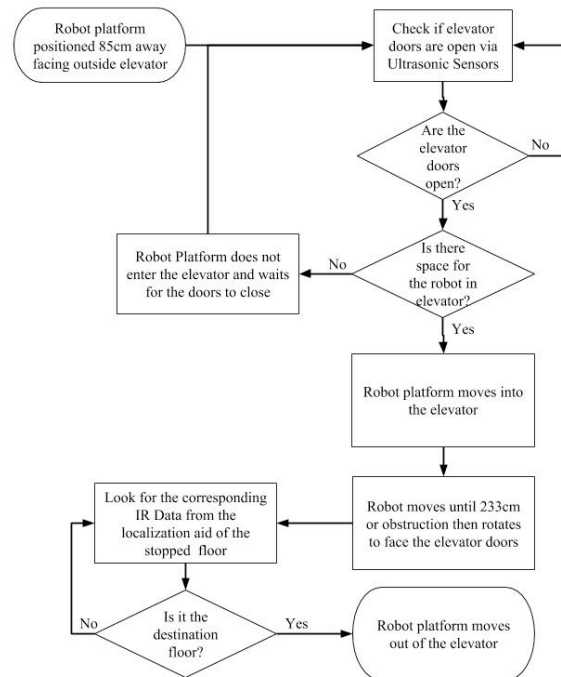 Robot platform
positioned 85cm away
facing outside elevator
Check if elevator
doors are open via
Ultrasonic Sensors
Are the
elevator
doors
open?
No
Yes
Is there
space for
the robot in
elevator?
No
Robot Platform does not
enter the elevator and waits
for the doors to close
Yes
Robot platform moves into
the elevator
Robot moves until 233cm
or obstruction then rotates
to face the elevator doors
Look for the corresponding
IR Data from the
localization aid of the
stopped floor
Is it the
destination
floor?
No
Yes
Robot platform moves
out of the elevator